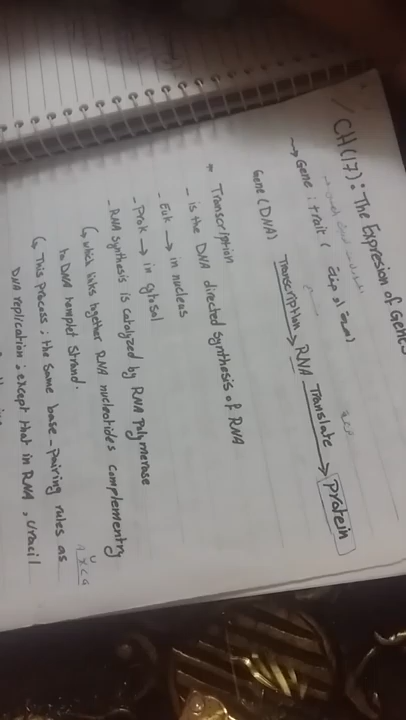 CH(17): The Expression of Genes
→ Gene : trait (
Gene (DNA) Transcription → RNA Translate → protein
* Transcription
- is the DNA directed synthesis of RNA
- Euk → in nucleus
- Prok → in cytosol
- RNA synthesis is catalyzed by RNA Polymerase
↳ which links together RNA nucleotides complementry
to DNA templet strand.
↳ This process ; the same base - pairing rules as
DNA replication ; except that in RNA , uracil